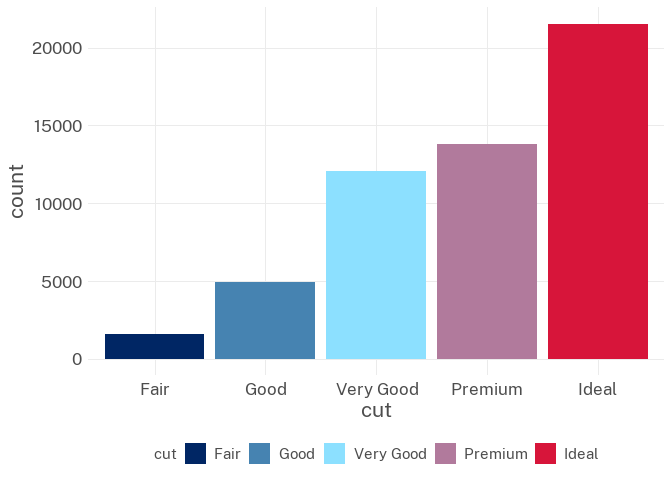 20000
15000
10000
5000
0
count
Fair Good Very Good Premium Ideal
cut
cut Fair Good Very Good Premium Ideal